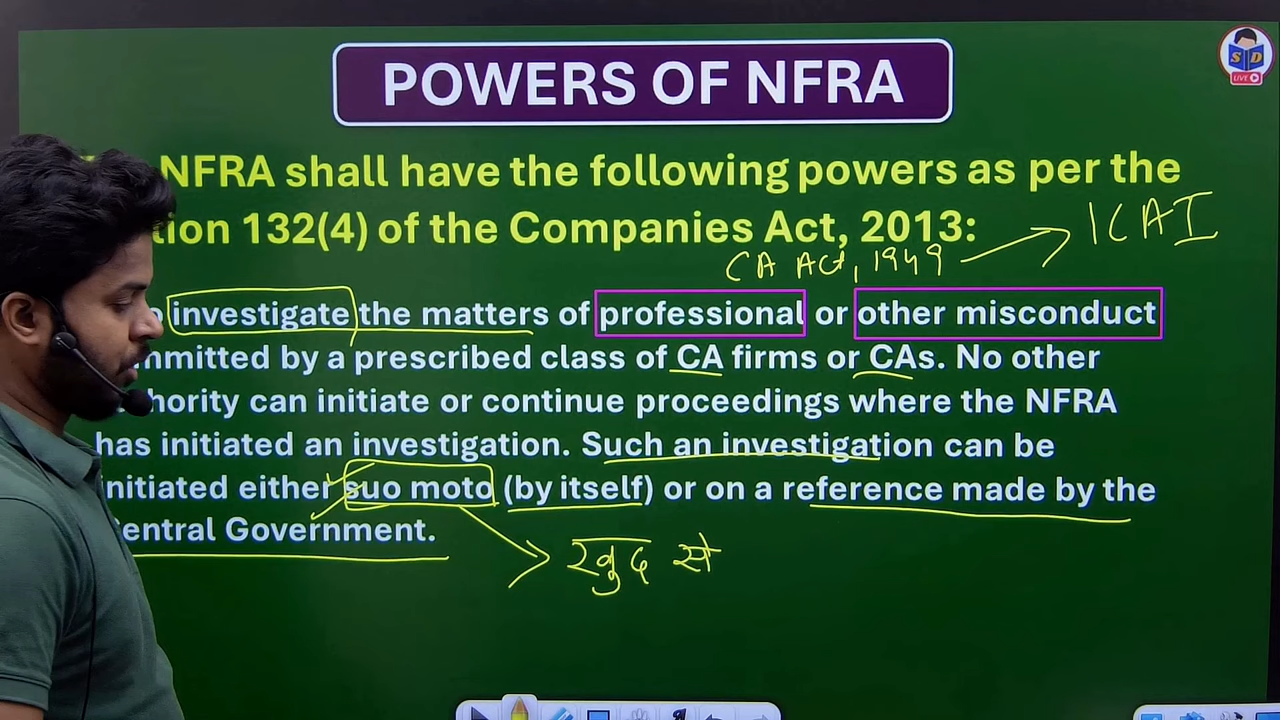 POWERS OF NFRA
NFRA shall have the following powers as per the
tion 132(4) of the Companies Act, 2013:
CA Act, 1949
ICAI
investigate the matters of professional or other misconduct
mmitted by a prescribed class of CA firms or CAs. No other
hority can initiate or continue proceedings where the NFRA
has initiated an investigation. Such an investigation can be
initiated either suo moto (by itself) or on a reference made by the
Central Government.
खुद से
S D
LIVE